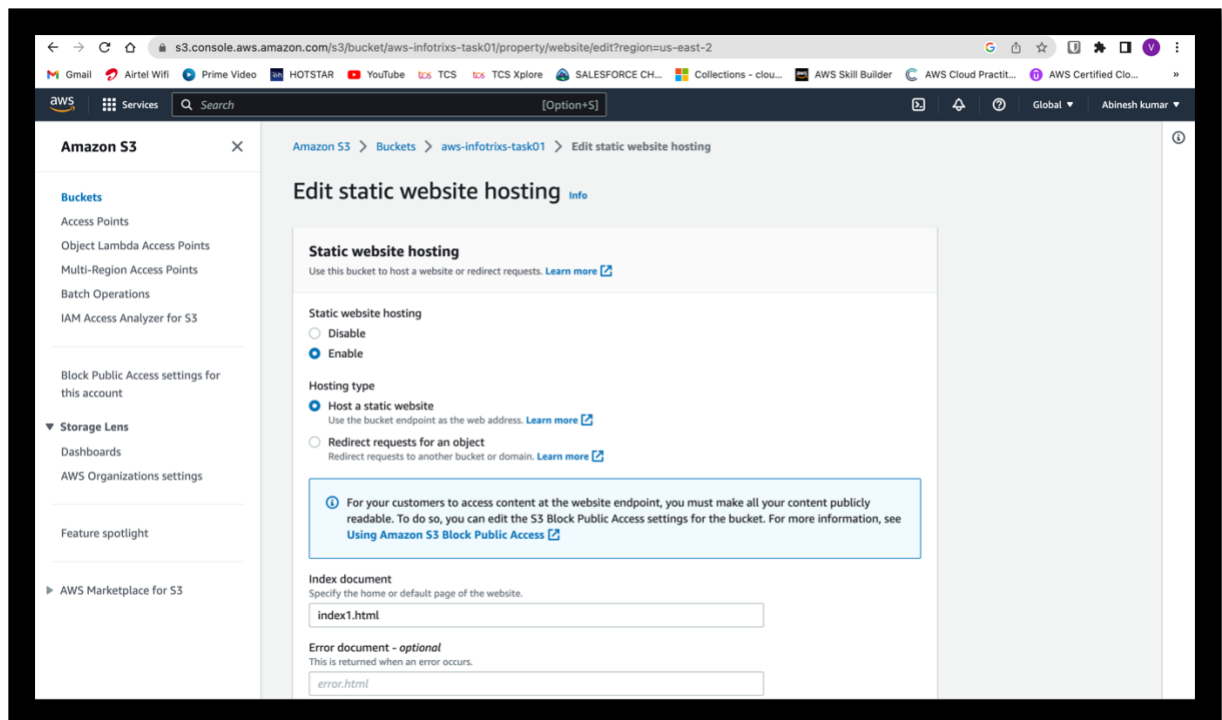 s3.console.aws.amazon.com/s3/bucket/aws-infotrixs-task01/property/website/edit?region=us-east-2
G
V
Gmail Airtel Wifi Prime Video HOTSTAR YouTube tcs TCS tcs TCS Xplore SALESFORCE CH... Collections - clou... AWS Skill Builder AWS Cloud Practit... AWS Certified Clo... »
aws Services Search [Option+S] Global ▼ Abinesh kumar ▼
Amazon S3
Buckets
Access Points
Object Lambda Access Points
Multi-Region Access Points
Batch Operations
IAM Access Analyzer for S3
Block Public Access settings for
this account
▼ Storage Lens
Dashboards
AWS Organizations settings
Feature spotlight
▶ AWS Marketplace for S3
Amazon S3 > Buckets > aws-infotrixs-task01 > Edit static website hosting
Edit static website hosting Info
Static website hosting
Use this bucket to host a website or redirect requests. Learn more
Static website hosting
Disable
Enable
Hosting type
Host a static website
Use the bucket endpoint as the web address. Learn more
Redirect requests for an object
Redirect requests to another bucket or domain. Learn more
For your customers to access content at the website endpoint, you must make all your content publicly
readable. To do so, you can edit the S3 Block Public Access settings for the bucket. For more information, see
Using Amazon S3 Block Public Access
Index document
Specify the home or default page of the website.
index1.html
Error document - optional
This is returned when an error occurs.
error.html